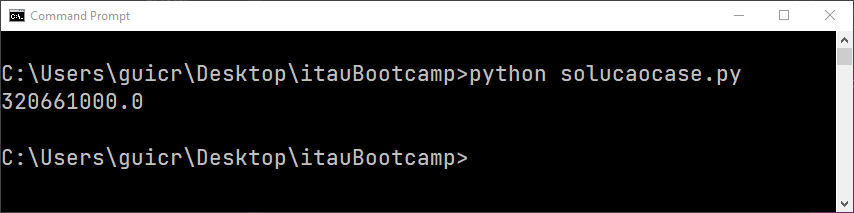 Command Prompt
C:\Users\guicr\Desktop\itauBootcamp>python solucaocase.py
320661000.0
C:\Users\guicr\Desktop\itauBootcamp>